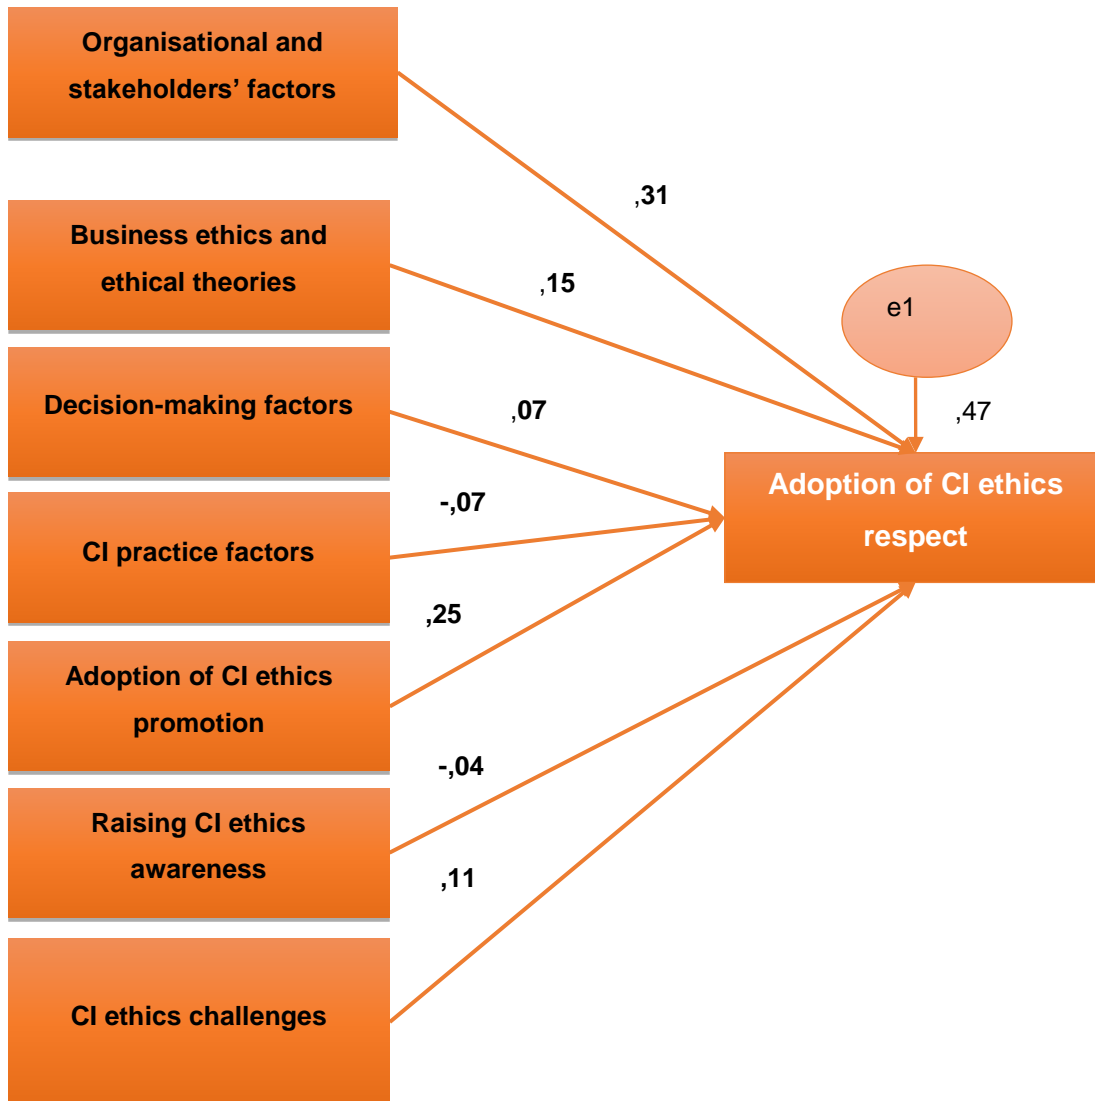 Organisational and
stakeholders’ factors
,31
Business ethics and
ethical theories
,15
e1
Decision-making factors
,07
,47
Adoption of CI ethics
respect
-,07
CI practice factors
,25
Adoption of CI ethics
promotion
-,04
Raising CI ethics
awareness
,11
CI ethics challenges